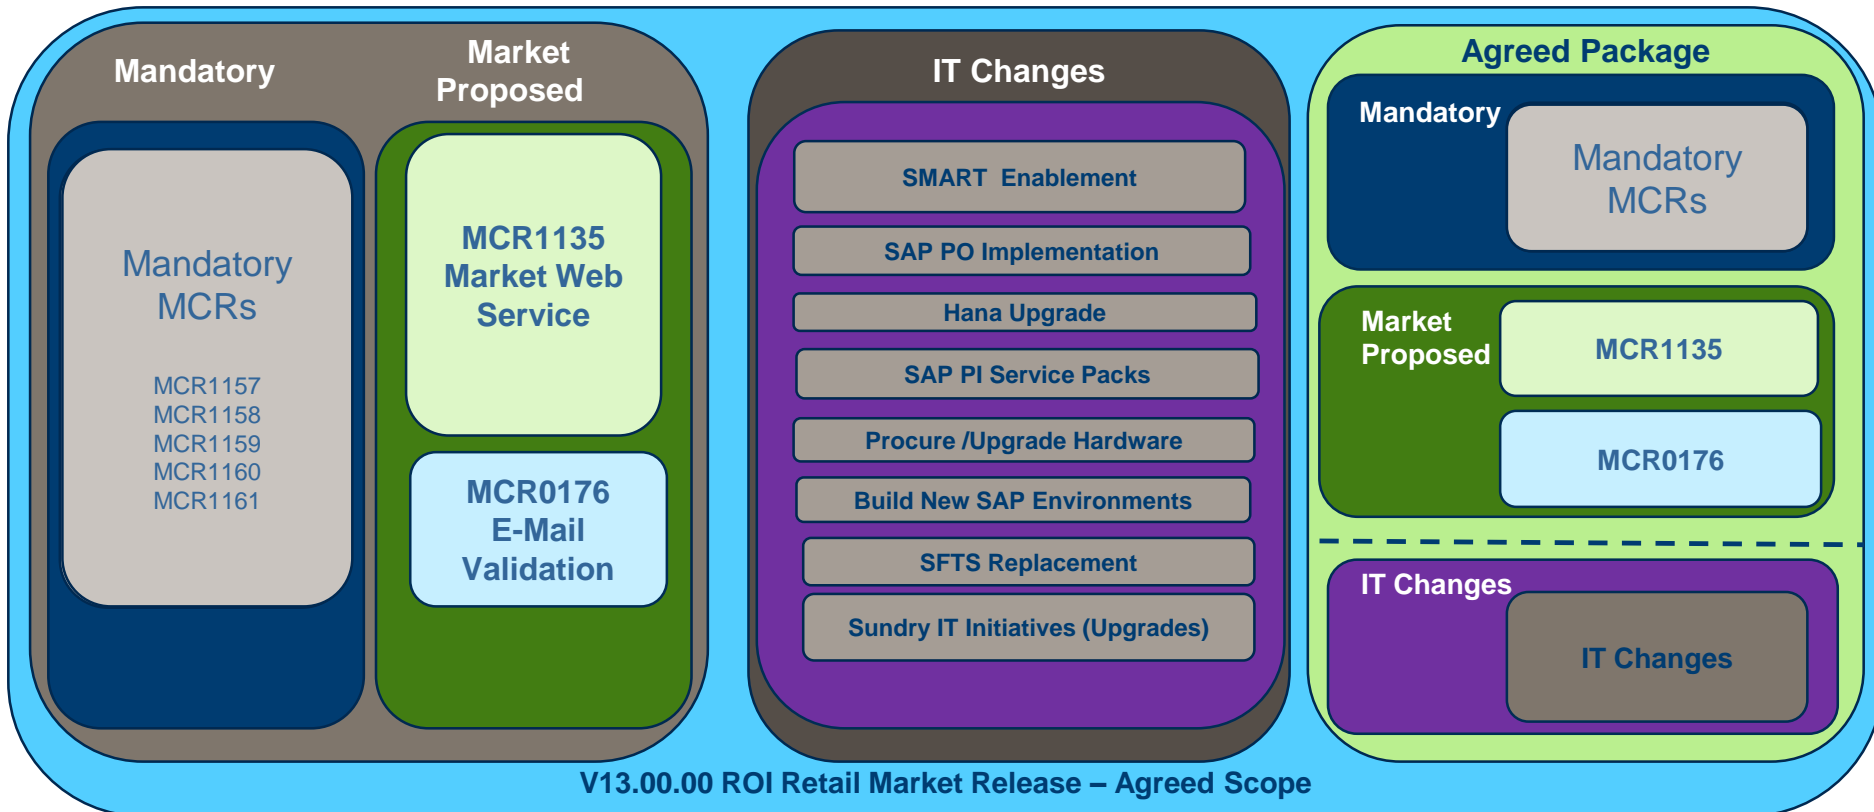 Mandatory
Market
Proposed
Mandatory
MCRs
MCR1157
MCR1158
MCR1159
MCR1160
MCR1161
MCR1135
Market Web
Service
MCR0176
E-Mail
Validation
IT Changes
SMART  Enablement
SAP PO Implementation
Hana Upgrade
SAP PI Service Packs
Procure /Upgrade Hardware
Build New SAP Environments
SFTS Replacement
Sundry IT Initiatives (Upgrades)
Agreed Package
Mandatory
Mandatory
MCRs
Market
Proposed
MCR1135
MCR0176
IT Changes
IT Changes
V13.00.00 ROI Retail Market Release – Agreed Scope